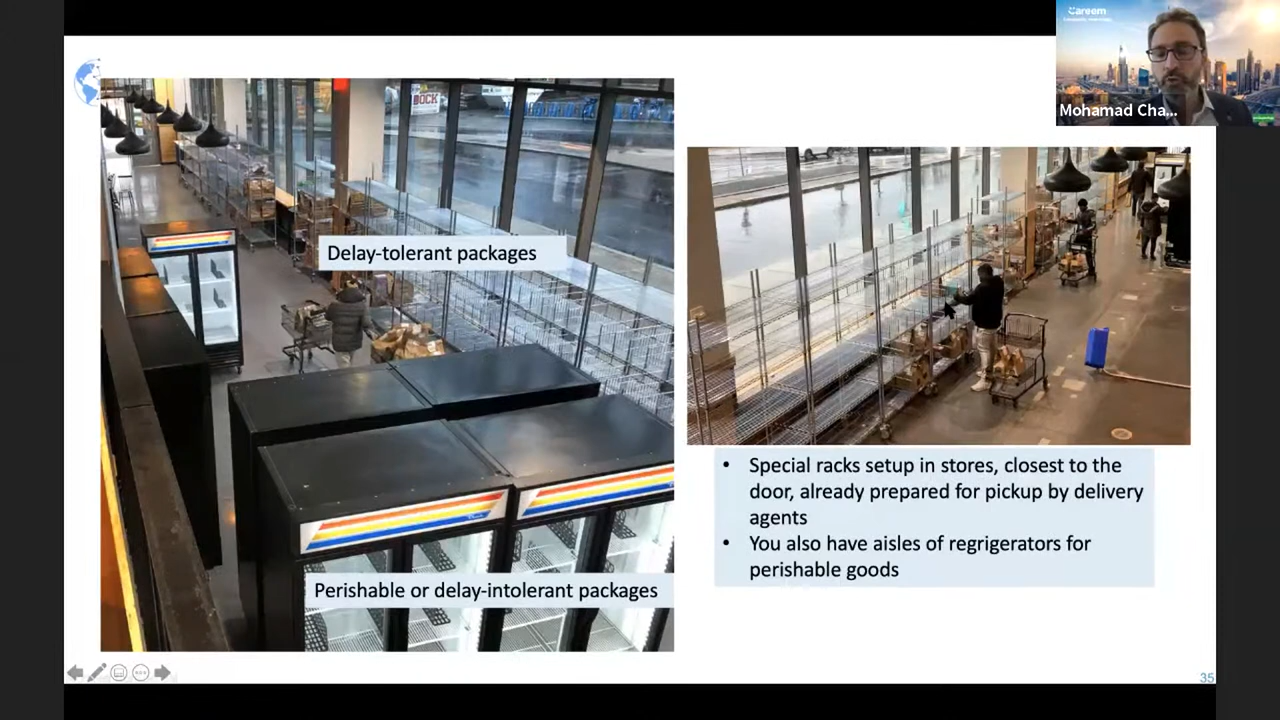 Careem
Mohamad Cha...
BOCK
Delay-tolerant packages
Perishable or delay-intolerant packages
• Special racks setup in stores, closest to the
door, already prepared for pickup by delivery
agents
• You also have aisles of regrigerators for
perishable goods
35